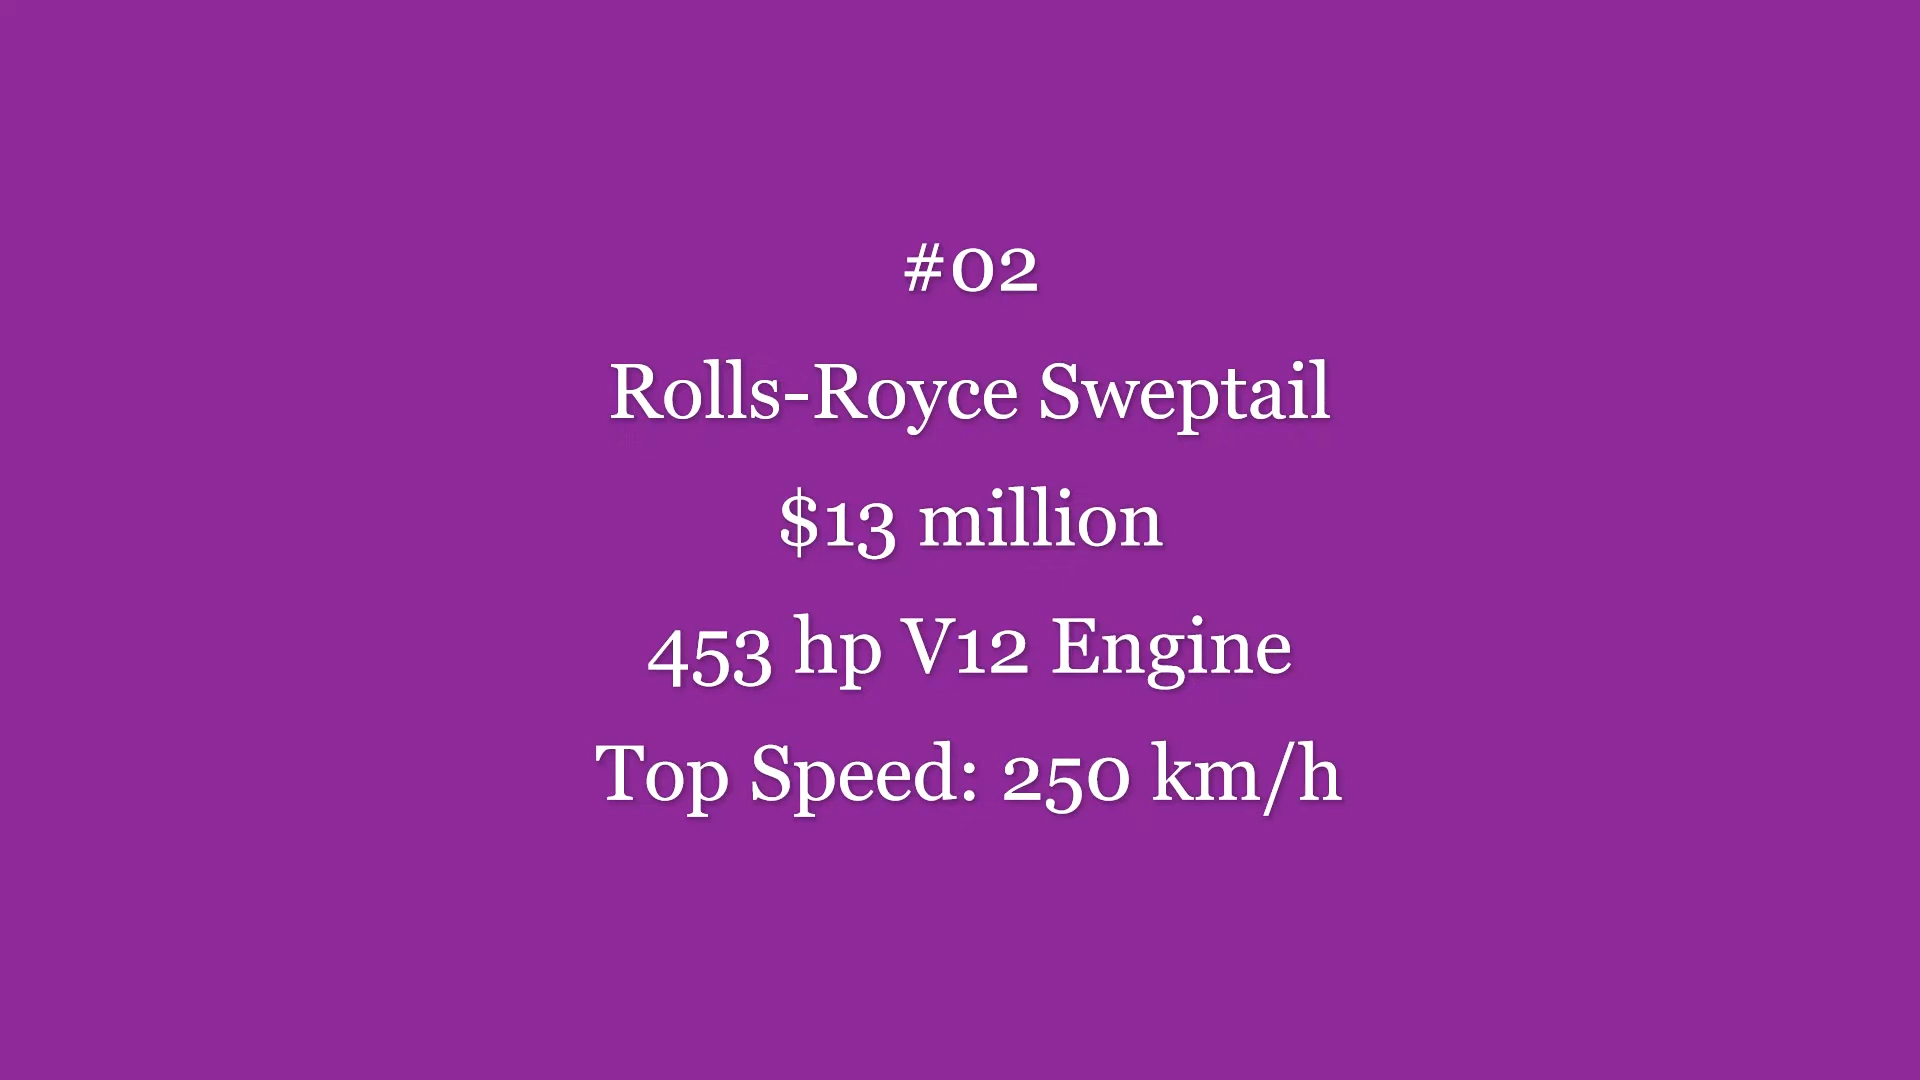 #02
Rolls-Royce Sweptail
$13 million
453 hp V12 Engine
Top Speed: 250 km/h